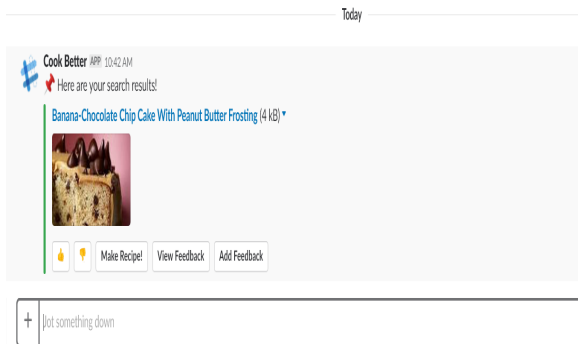 Today
Cook Better APP 10:42 AM
Here are your search results!
Banana-Chocolate Chip Cake With Peanut Butter Frosting (4 kB)
Make Recipe! View Feedback Add Feedback
Jot something down